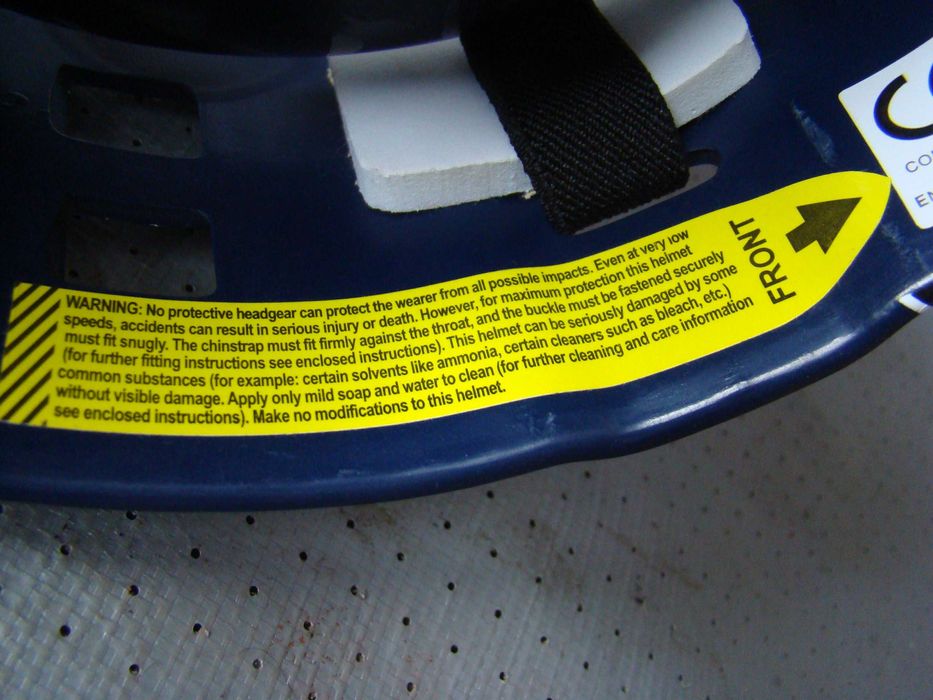 WARNING: No protective headgear can protect the wearer from all possible impacts. Even at very low
speeds, accidents can result in serious injury or death. However, for maximum protection this helmet
must fit snugly. The chinstrap must fit firmly against the throat, and the buckle must be fastened securely
(for further fitting instructions see enclosed instructions). This helmet can be seriously damaged by some
common substances (for example: certain solvents like ammonia, certain cleaners such as bleach, etc.)
without visible damage. Apply only mild soap and water to clean (for further cleaning and care information
see enclosed instructions). Make no modifications to this helmet.
FRONT